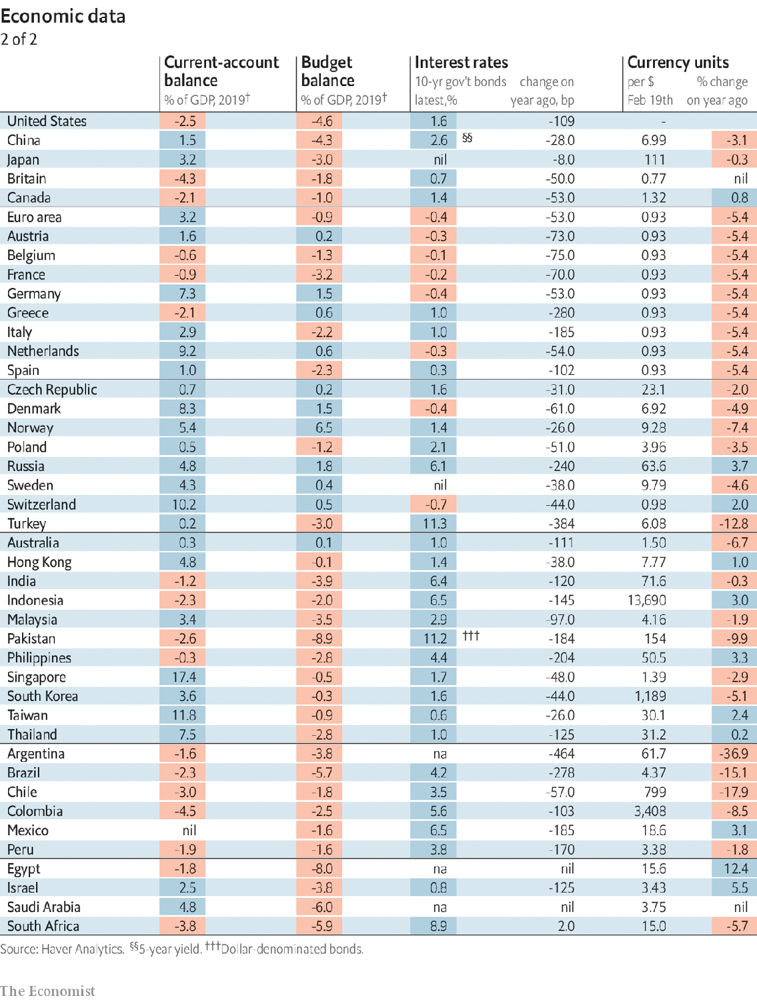 Economic data
2 of 2
Current-account Budget Interest rates Currency units
balance balance 10-yr gov't bonds change on per $ % change
% of GDP, 2019† % of GDP, 2019† latest,% year ago, bp Feb 19th on year ago
United States -2.5 -4.6 1.6 -109 -
China 1.5 -4.3 2.6 §§ -28.0 6.99 -3.1
Japan 3.2 -3.0 nil -8.0 111 -0.3
Britain -4.3 -1.8 0.7 -50.0 0.77 nil
Canada -2.1 -1.0 1.4 -53.0 1.32 0.8
Euro area 3.2 -0.9 -0.4 -53.0 0.93 -5.4
Austria 1.6 0.2 -0.3 -73.0 0.93 -5.4
Belgium -0.6 -1.3 -0.1 -75.0 0.93 -5.4
France -0.9 -3.2 -0.2 -70.0 0.93 -5.4
Germany 7.3 1.5 -0.4 -53.0 0.93 -5.4
Greece -2.1 0.6 1.0 -280 0.93 -5.4
Italy 2.9 -2.2 1.0 -185 0.93 -5.4
Netherlands 9.2 0.6 -0.3 -54.0 0.93 -5.4
Spain 1.0 -2.3 0.3 -102 0.93 -5.4
Czech Republic 0.7 0.2 1.6 -31.0 23.1 -2.0
Denmark 8.3 1.5 -0.4 -61.0 6.92 -4.9
Norway 5.4 6.5 1.4 -26.0 9.28 -7.4
Poland 0.5 -1.2 2.1 -51.0 3.96 -3.5
Russia 4.8 1.8 6.1 -240 63.6 3.7
Sweden 4.3 0.4 nil -38.0 9.79 -4.6
Switzerland 10.2 0.5 -0.7 -44.0 0.98 2.0
Turkey 0.2 -3.0 11.3 -384 6.08 -12.8
Australia 0.3 0.1 1.0 -111 1.50 -6.7
Hong Kong 4.8 -0.1 1.4 -38.0 7.77 1.0
India -1.2 -3.9 6.4 -120 71.6 -0.3
Indonesia -2.3 -2.0 6.5 -145 13,690 3.0
Malaysia 3.4 -3.5 2.9 -97.0 4.16 -1.9
Pakistan -2.6 -8.9 11.2 ††† -184 154 -9.9
Philippines -0.3 -2.8 4.4 -204 50.5 3.3
Singapore 17.4 -0.5 1.7 -48.0 1.39 -2.9
South Korea 3.6 -0.3 1.6 -44.0 1,189 -5.1
Taiwan 11.8 -0.9 0.6 -26.0 30.1 2.4
Thailand 7.5 -2.8 1.0 -125 31.2 0.2
Argentina -1.6 -3.8 na -464 61.7 -36.9
Brazil -2.3 -5.7 4.2 -278 4.37 -15.1
Chile -3.0 -1.8 3.5 -57.0 799 -17.9
Colombia -4.5 -2.5 5.6 -103 3,408 -8.5
Mexico nil -1.6 6.5 -185 18.6 3.1
Peru -1.9 -1.6 3.8 -170 3.38 -1.8
Egypt -1.8 -8.0 na nil 15.6 12.4
Israel 2.5 -3.8 0.8 -125 3.43 5.5
Saudi Arabia 4.8 -6.0 na nil 3.75 nil
South Africa -3.8 -5.9 8.9 2.0 15.0 -5.7
Source: Haver Analytics. §§5-year yield. †††Dollar-denominated bonds.
The Economist